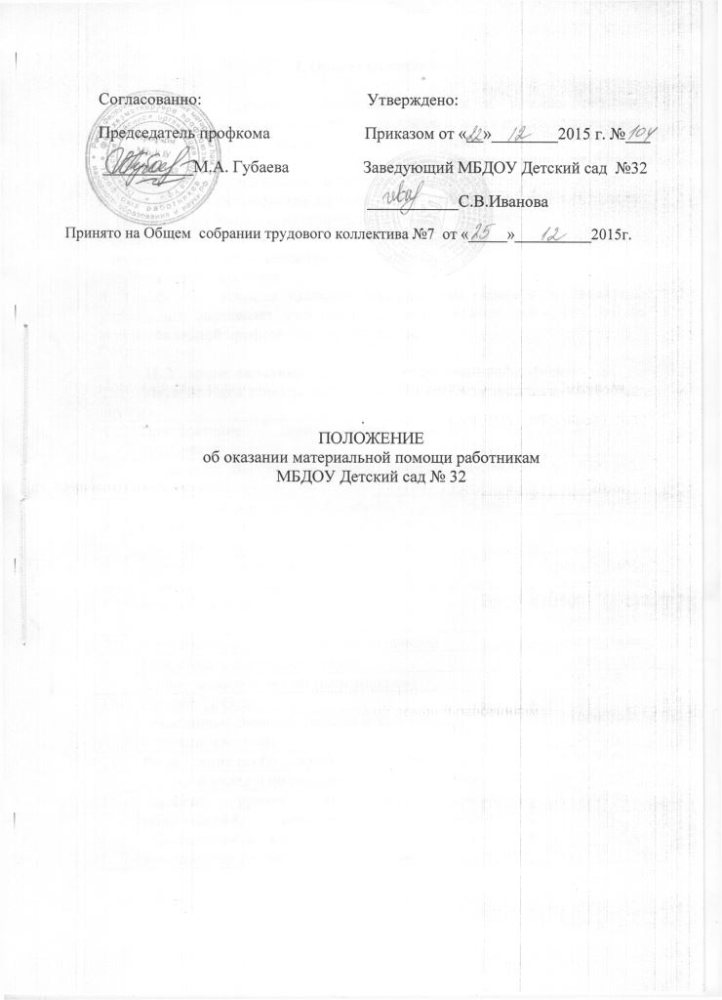 Согласованно: Утверждено:
Председатель профкома Приказом от «22» 12 2015 г. № 104
М.А. Губаева Заведующий МБДОУ Детский сад №32
С.В.Иванова
Принято на Общем собрании трудового коллектива №7 от «25» 12 2015г.
ПОЛОЖЕНИЕ
об оказании материальной помощи работникам
МБДОУ Детский сад № 32